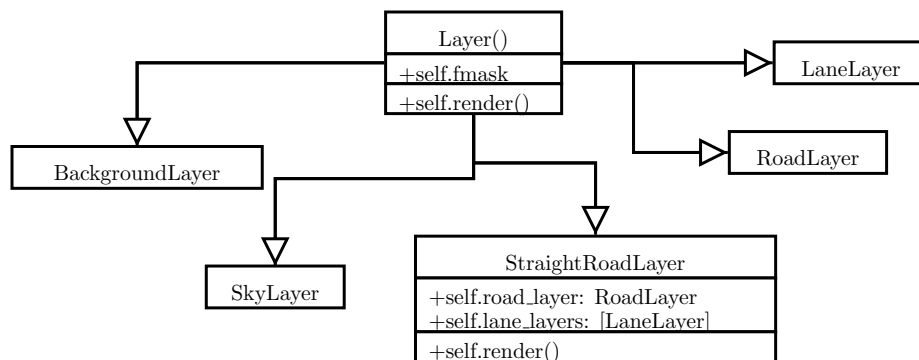 Layer()
+self.fmask
+self.render()
LaneLayer
RoadLayer
BackgroundLayer
SkyLayer
StraightRoadLayer
+self.road_layer: RoadLayer
+self.lane_layers: [LaneLayer]
+self.render()